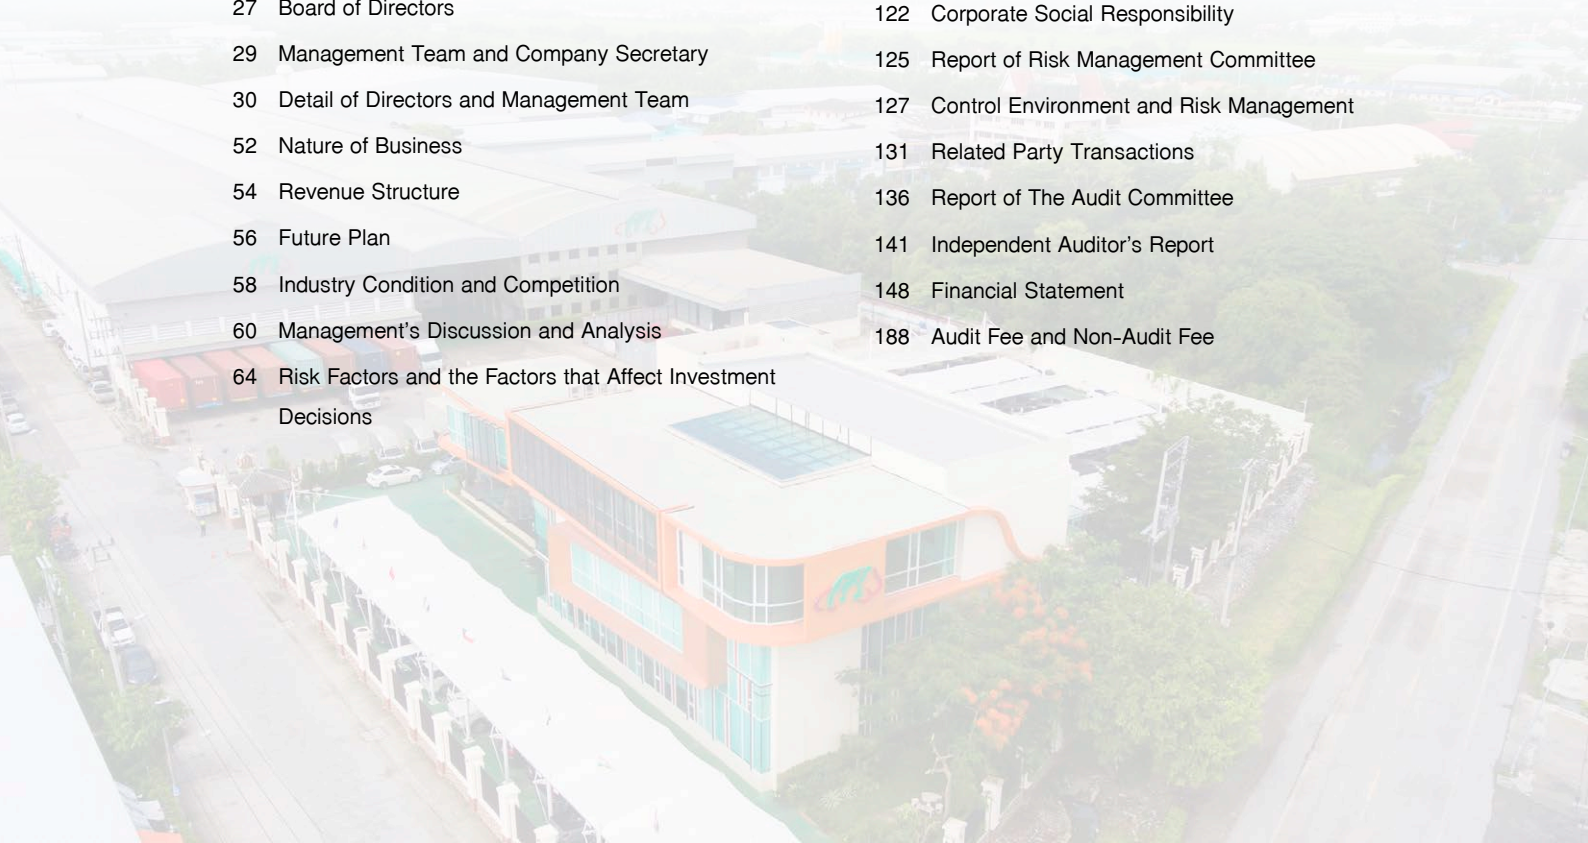 27 Board of Directors
29 Management Team and Company Secretary
30 Detail of Directors and Management Team
52 Nature of Business
54 Revenue Structure
56 Future Plan
58 Industry Condition and Competition
60 Management's Discussion and Analysis
64 Risk Factors and the Factors that Affect Investment
Decisions
122 Corporate Social Responsibility
125 Report of Risk Management Committee
127 Control Environment and Risk Management
131 Related Party Transactions
136 Report of The Audit Committee
141 Independent Auditor's Report
148 Financial Statement
188 Audit Fee and Non-Audit Fee